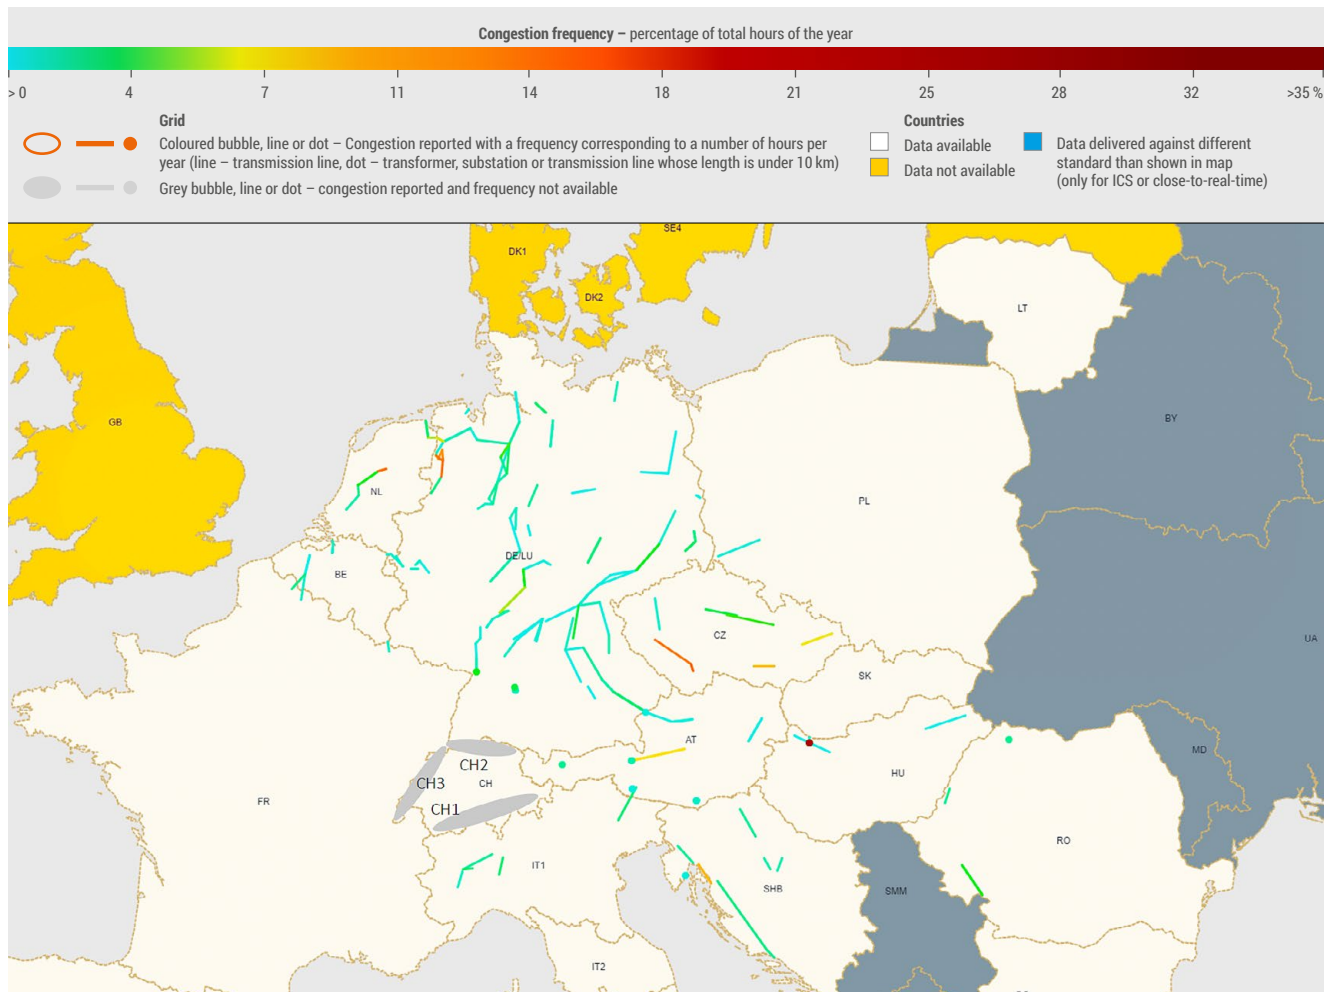 Congestion frequency – percentage of total hours of the year
> 0 4 7 11 14 18 21 25 28 32 >35 %
Grid
Coloured bubble, line or dot – Congestion reported with a frequency corresponding to a number of hours per
year (line – transmission line, dot – transformer, substation or transmission line whose length is under 10 km)
Grey bubble, line or dot – congestion reported and frequency not available
Countries
Data available
Data not available
Data delivered against different
standard than shown in map
(only for ICS or close-to-real-time)
SE4
DK1
DK2
LT
GB
BY
NL
PL
DE/LU
BE
CZ
UA
SK
AT
MD
CH2
HU
CH3
CH
FR
CH1
RO
IT1
SHB
SMM
IT2